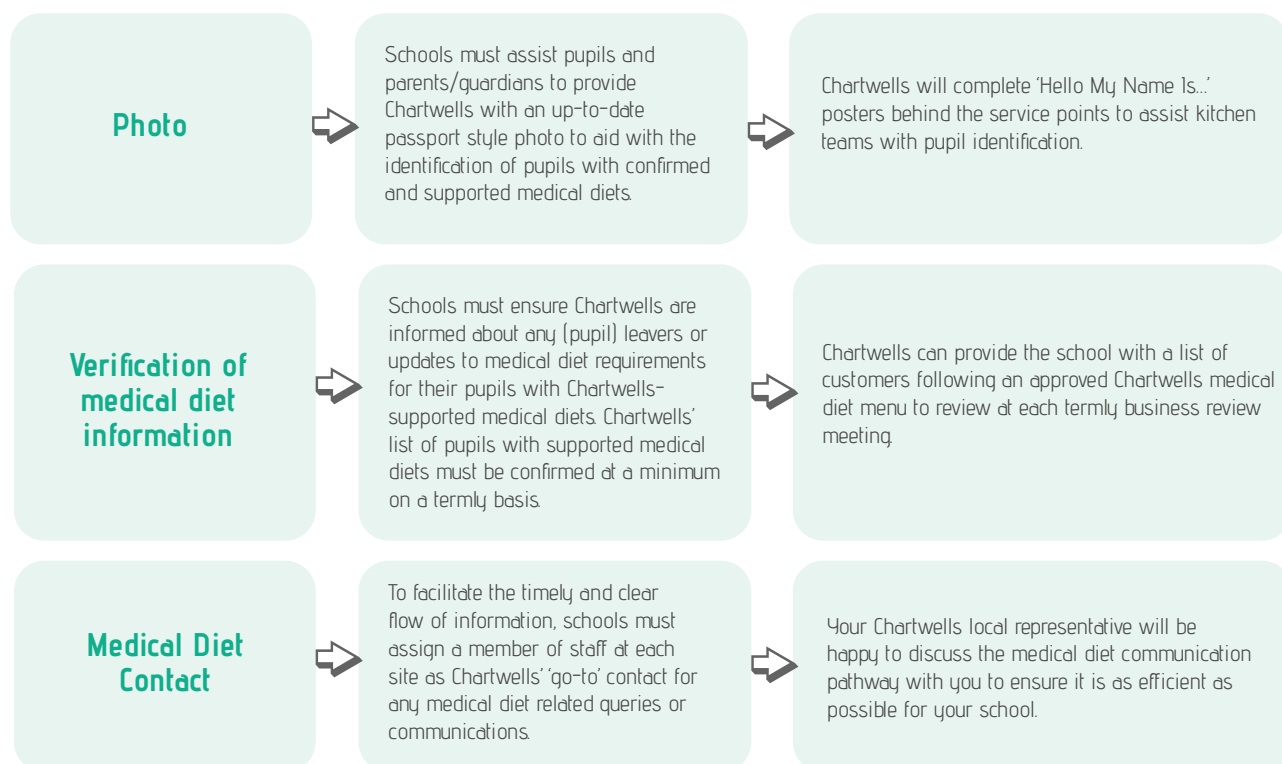 Photo
Schools must assist pupils and
parents/guardians to provide
Chartwells with an up-to-date
passport style photo to aid with the
identification of pupils with confirmed
and supported medical diets.
Chartwells will complete ‘Hello My Name Is...’
posters behind the service points to assist kitchen
teams with pupil identification.
Verification of
medical diet
information
Schools must ensure Chartwells are
informed about any (pupil) leavers or
updates to medical diet requirements
for their pupils with Chartwells-
supported medical diets. Chartwells’
list of pupils with supported medical
diets must be confirmed at a minimum
on a termly basis.
Chartwells can provide the school with a list of
customers following an approved Chartwells medical
diet menu to review at each termly business review
meeting.
Medical Diet
Contact
To facilitate the timely and clear
flow of information, schools must
assign a member of staff at each
site as Chartwells’ ‘go-to’ contact for
any medical diet related queries or
communications.
Your Chartwells local representative will be
happy to discuss the medical diet communication
pathway with you to ensure it is as efficient as
possible for your school.